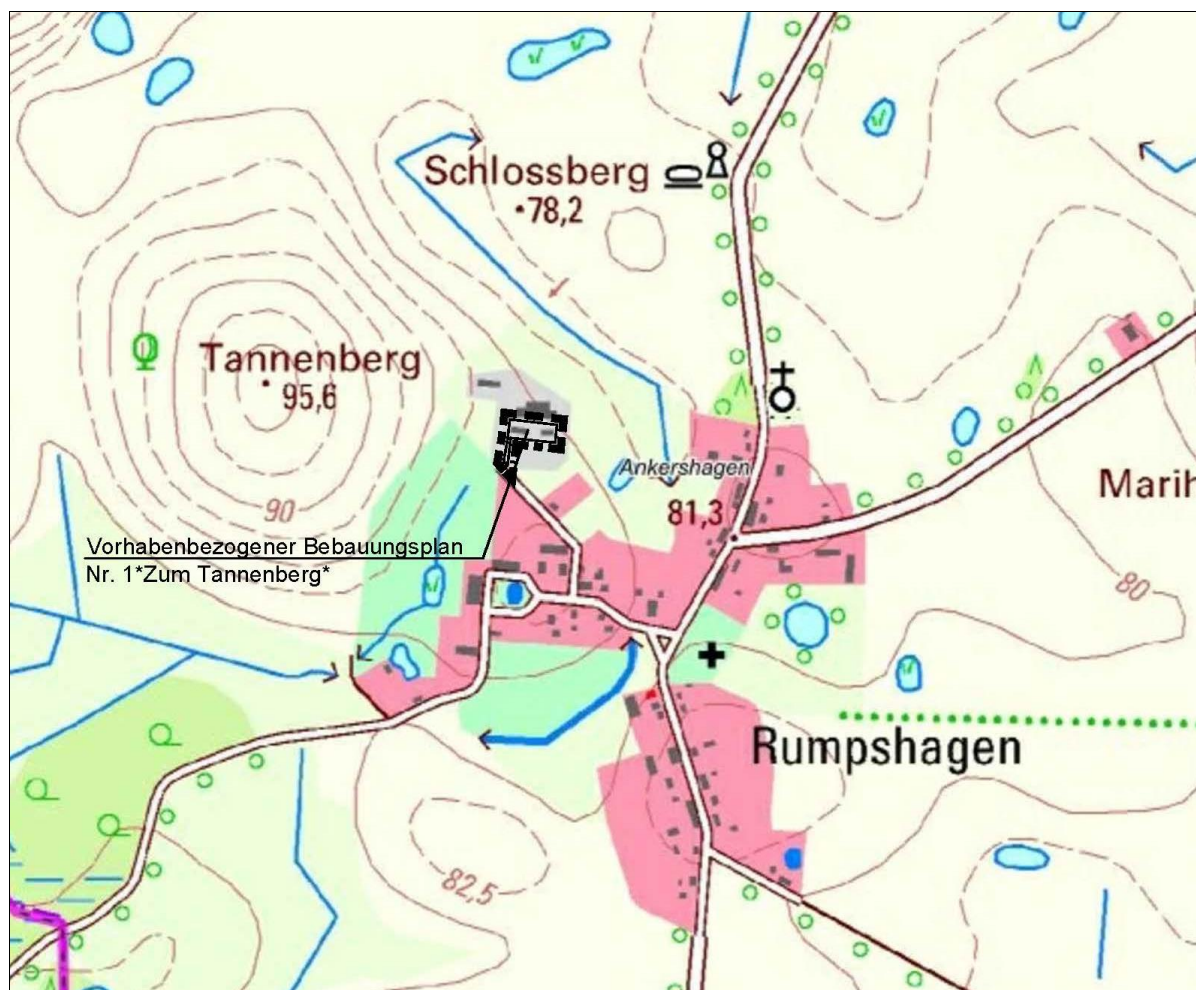 Schlossberg
78,2
Tannenberg
95,6
Ankershagen
81,3
90
Vorhabenbezogener Bebauungsplan
Nr. 1*Zum Tannenberg*
Marih
80
Rumpshagen
82,5